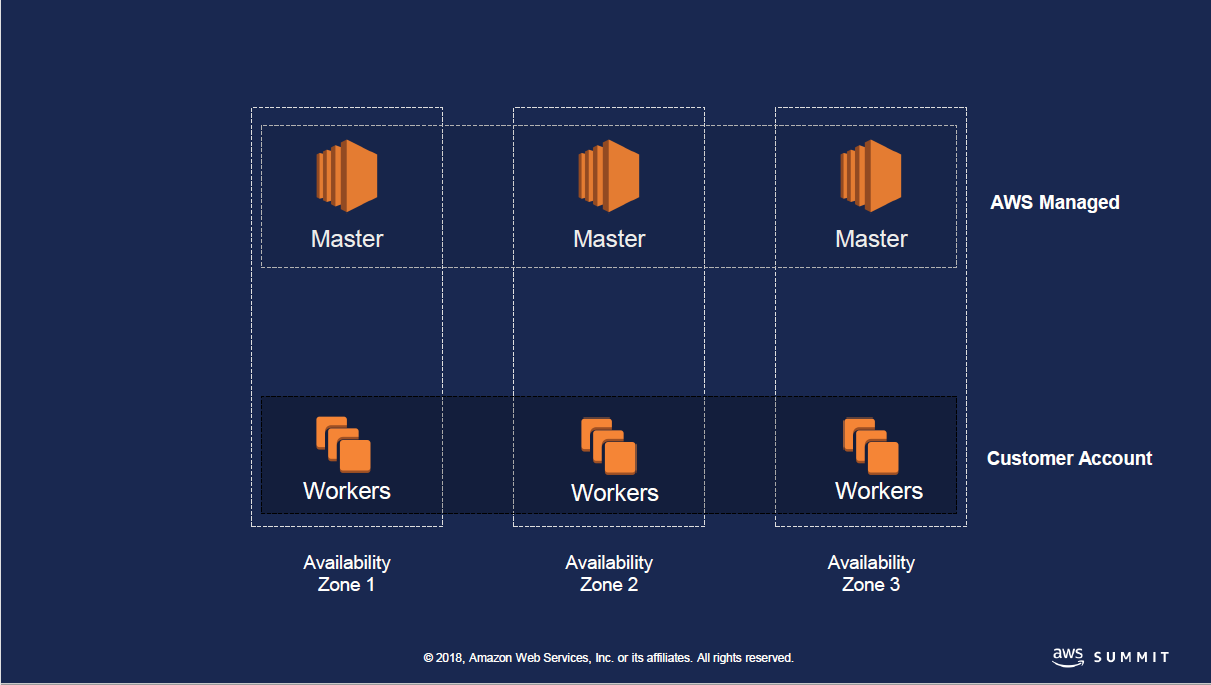 Master
Master
Master
AWS Managed
Workers
Workers
Workers
Customer Account
Availability
Zone 1
Availability
Zone 2
Availability
Zone 3
© 2018, Amazon Web Services, Inc. or its affiliates. All rights reserved.
aws SUMMIT